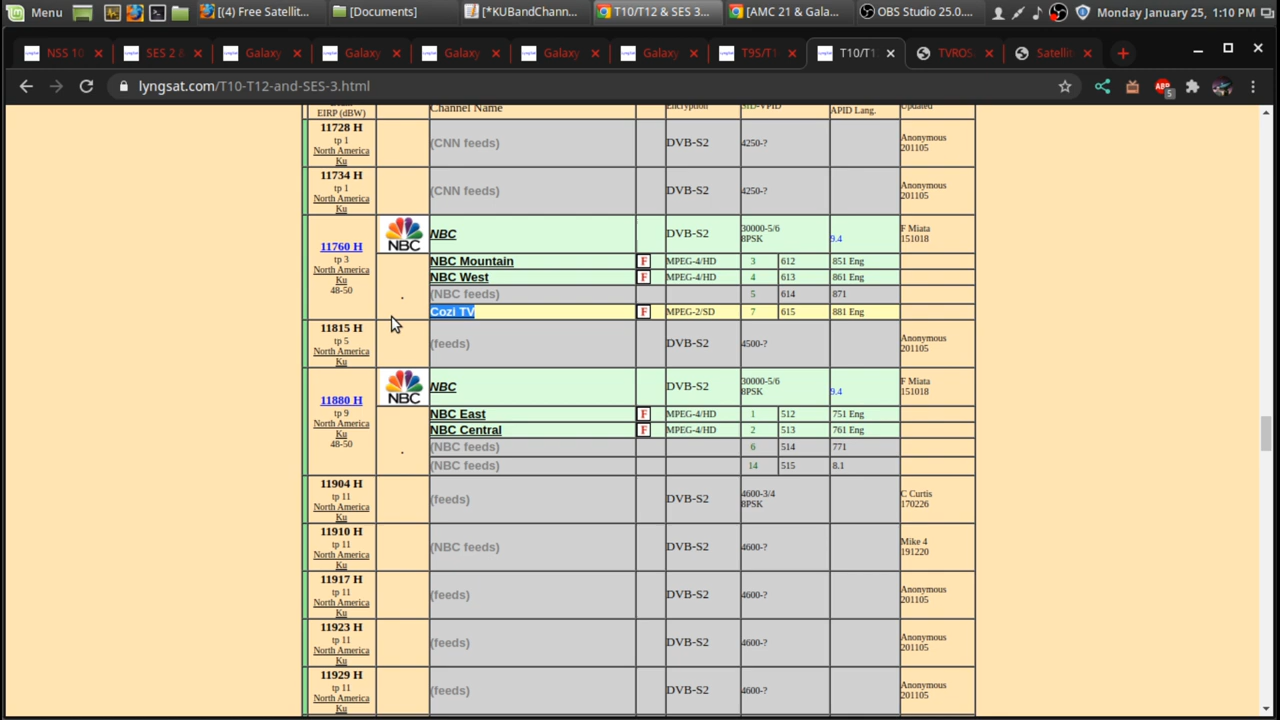 Menu
[(4) Free Satellit...
[Documents]
[*KUBandChan...
T10/T12 & SES 3...
[AMC 21 at 124....
OBS Studio 25.0....
Monday January 25, 1:10 PM
NSS 10
SES 2 &
Galaxy
Galaxy
Galaxy
Galaxy
Galaxy
T9S/T1
T10/T1
TVROS
Satellit
lyngsat.com/T10-T12-and-SES-3.html
ABP
5
EIRP (dBW)
Channel Name
Encryption
SID-VPID
APID Lang.
Updated
11728 H
tp 1
North America
Ku
(CNN feeds)
DVB-S2
4250-?
Anonymous
201105
11734 H
tp 1
North America
Ku
(CNN feeds)
DVB-S2
4250-?
Anonymous
201105
11760 H
tp 3
North America
Ku
48-50
NBC
NBC
DVB-S2
30000-5/6
8PSK
9.4
F Miata
151018
NBC Mountain
F
MPEG-4/HD
3
612
851 Eng
NBC West
F
MPEG-4/HD
4
613
861 Eng
(NBC feeds)
5
614
871
Cozi TV
F
MPEG-2/SD
7
615
881 Eng
11815 H
tp 5
North America
Ku
(feeds)
DVB-S2
4500-?
Anonymous
201105
11880 H
tp 9
North America
Ku
48-50
NBC
NBC
DVB-S2
30000-5/6
8PSK
9.4
F Miata
151018
NBC East
F
MPEG-4/HD
1
512
751 Eng
NBC Central
F
MPEG-4/HD
2
513
761 Eng
(NBC feeds)
6
514
771
(NBC feeds)
14
515
8.1
11904 H
tp 11
North America
Ku
(feeds)
DVB-S2
4600-3/4
8PSK
C Curtis
170226
11910 H
tp 11
North America
Ku
(NBC feeds)
DVB-S2
4600-?
Mike 4
191220
11917 H
tp 11
North America
Ku
(feeds)
DVB-S2
4600-?
Anonymous
201105
11923 H
tp 11
North America
Ku
(feeds)
DVB-S2
4600-?
Anonymous
201105
11929 H
tp 11
North America
Ku
(feeds)
DVB-S2
4600-?
Anonymous
201105